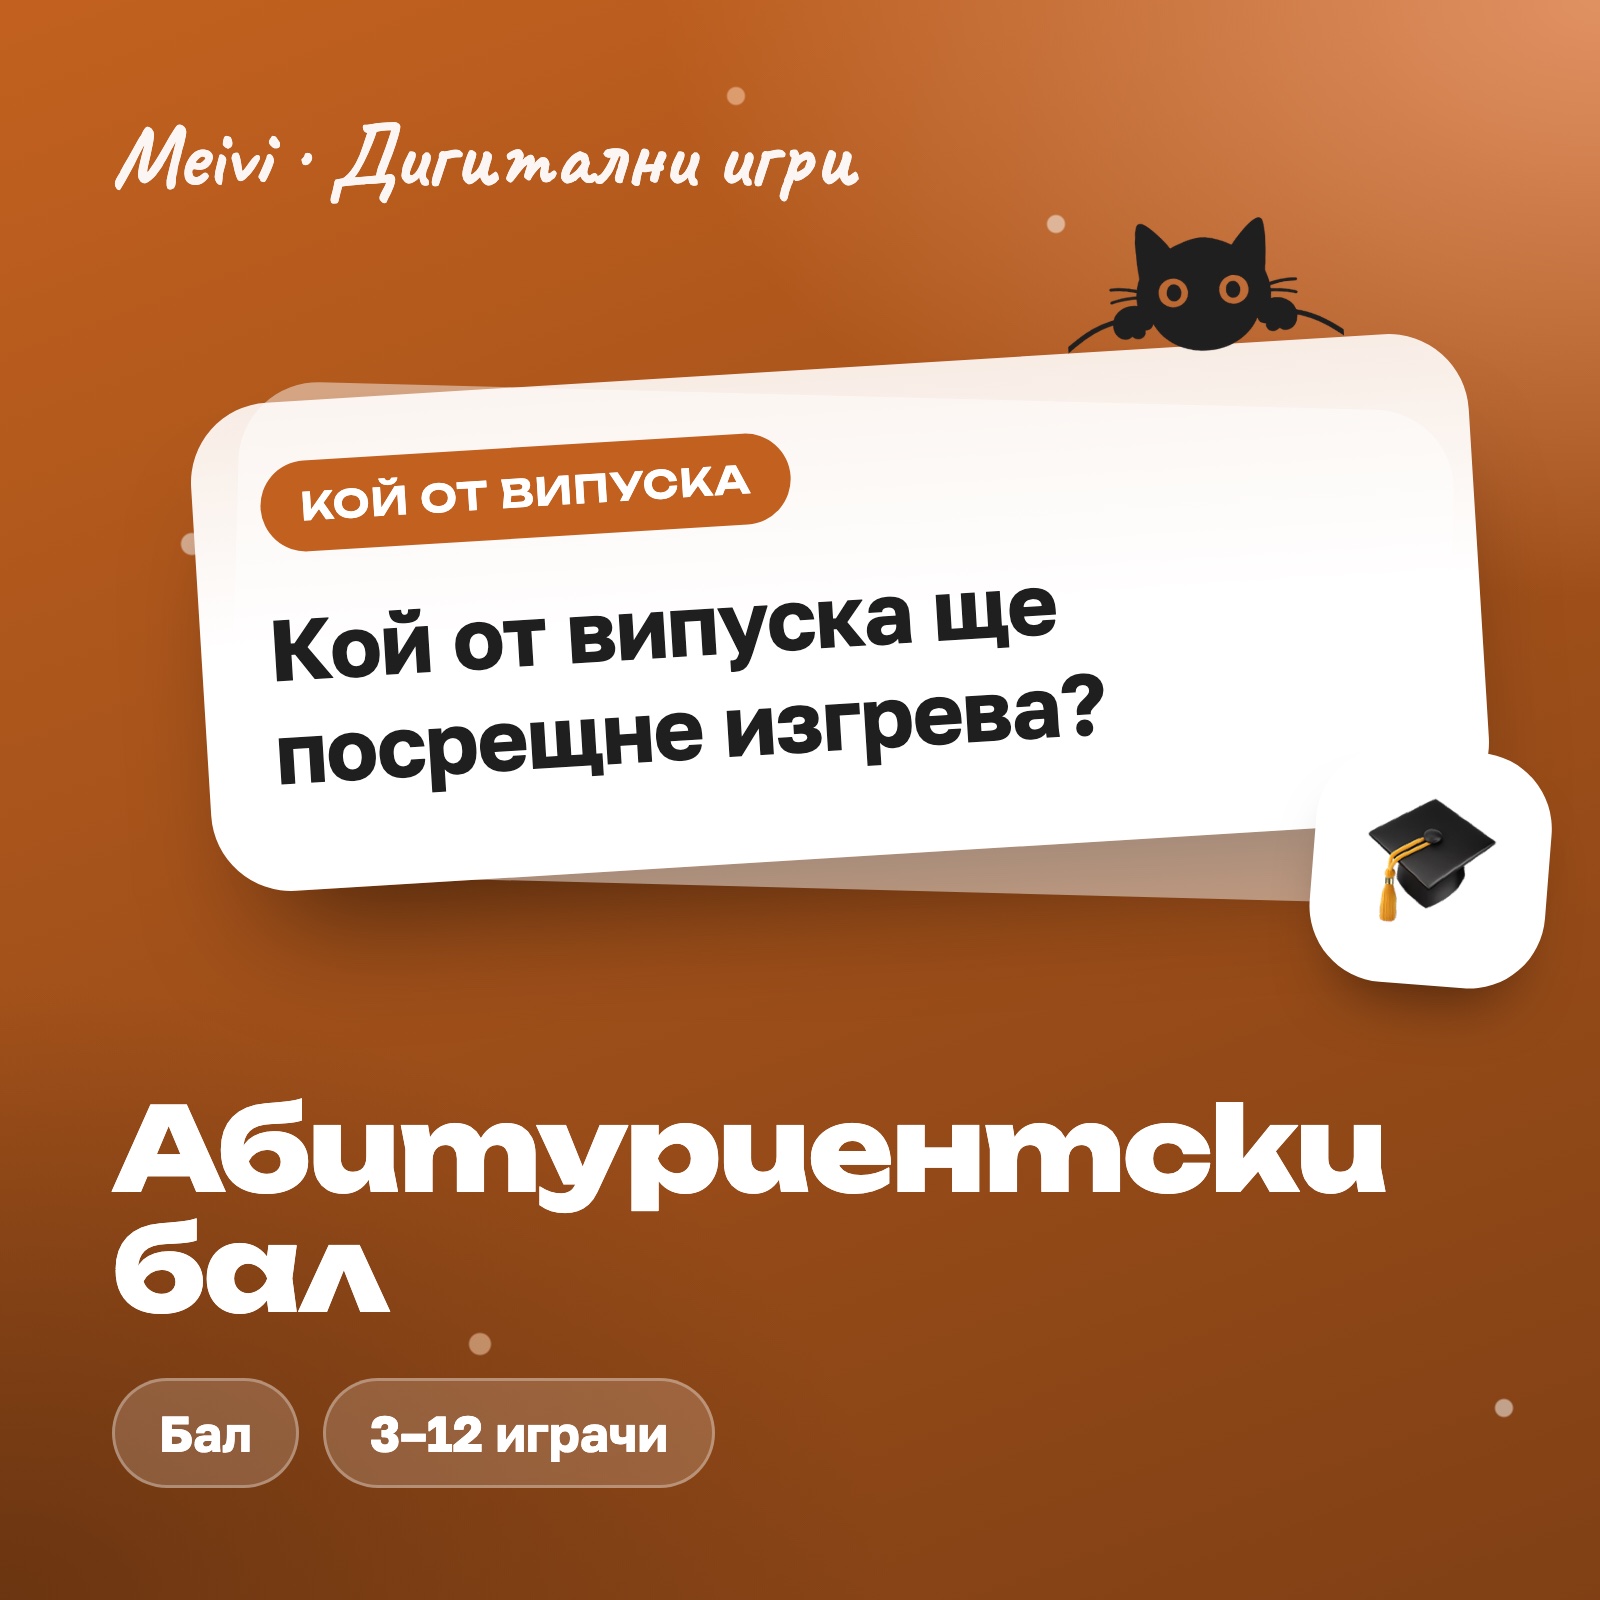 Meivi · Дигитални игри
КОЙ ОТ ВИПУСКА
Кой от випуска ще
посрещне изгрева?
Абитуриентски
бал
Бал
3–12 играчи